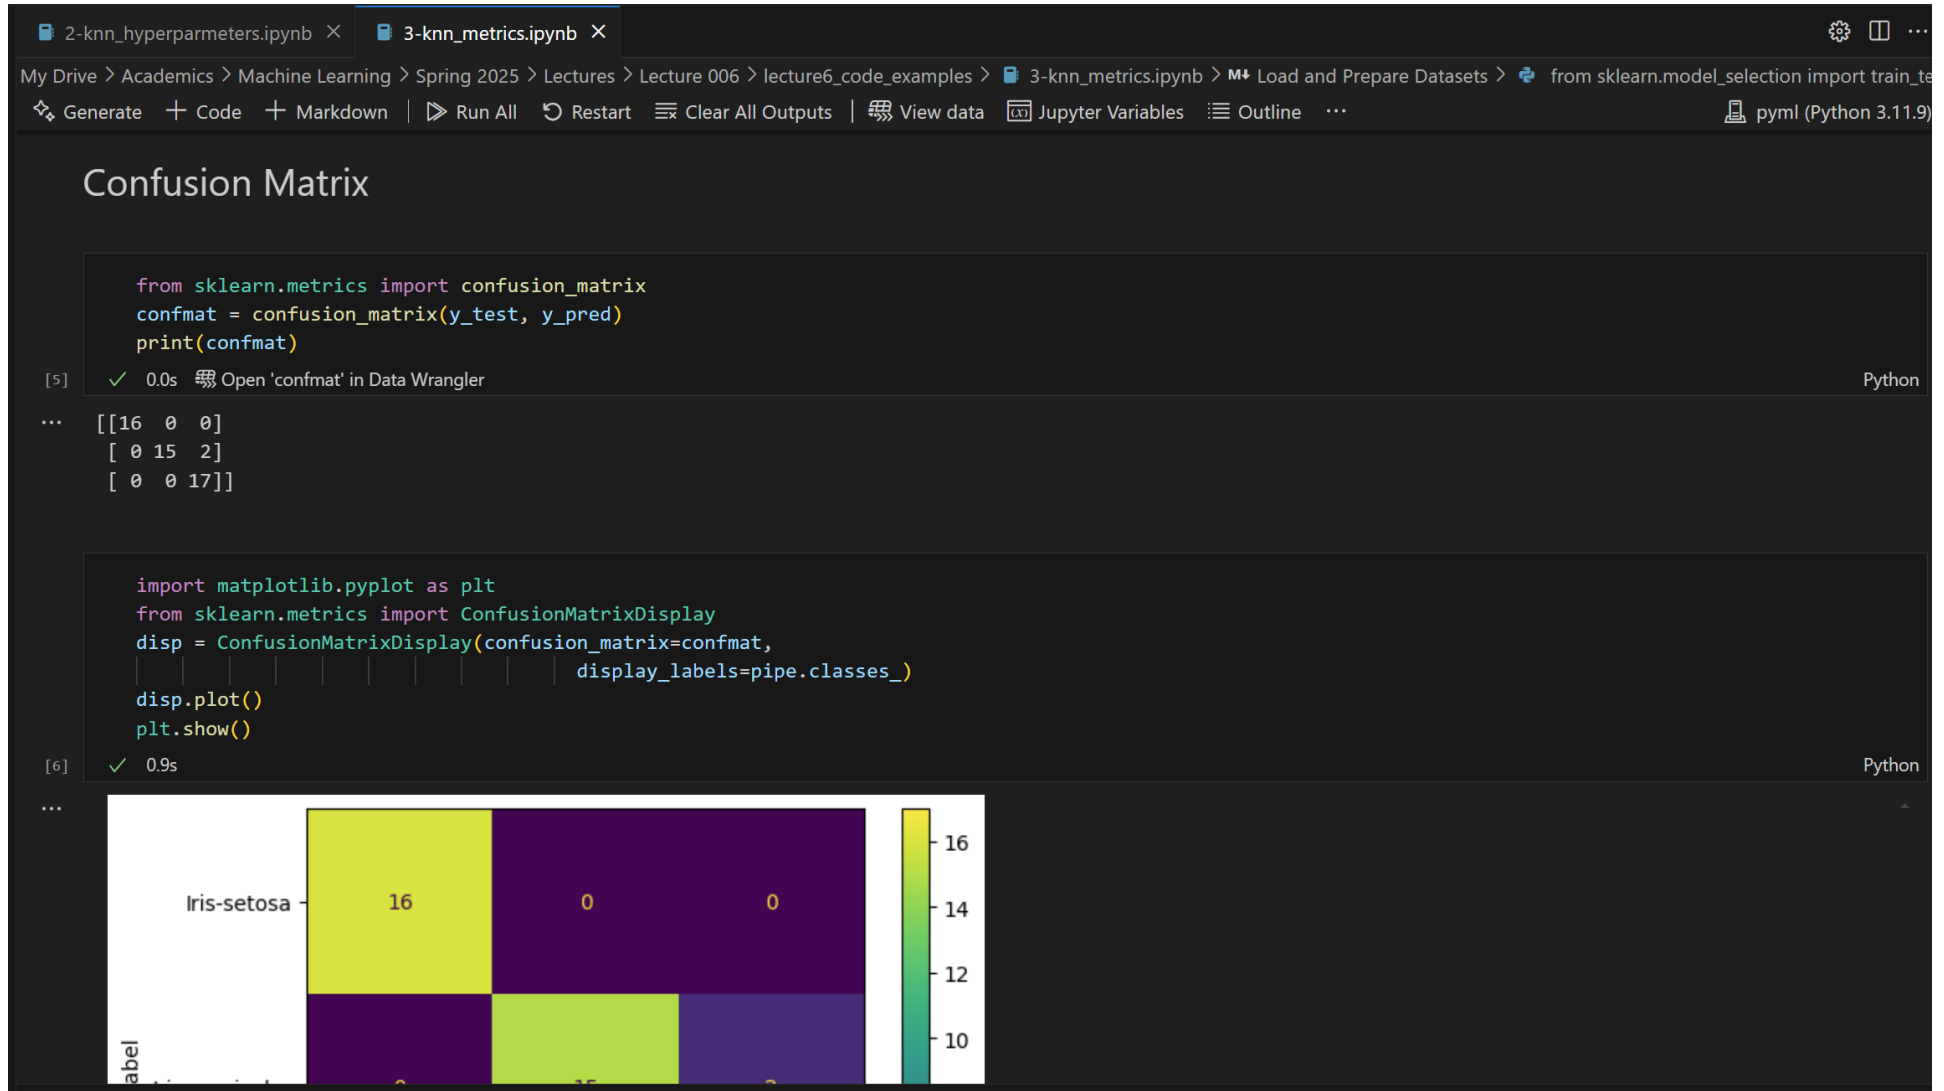 2-knn_hyperparmeters.ipynb
3-knn_metrics.ipynb
My Drive > Academics > Machine Learning > Spring 2025 > Lectures > Lecture 006 > lecture6_code_examples > 3-knn_metrics.ipynb > M↓ Load and Prepare Datasets > from sklearn.model_selection import train_te
Generate + Code + Markdown | Run All Restart Clear All Outputs | View data Jupyter Variables Outline ··· pyml (Python 3.11.9)
Confusion Matrix
from sklearn.metrics import confusion_matrix
confmat = confusion_matrix(y_test, y_pred)
print(confmat)
[5] ✓ 0.0s Open 'confmat' in Data Wrangler Python
[[16 0 0]
[ 0 15 2]
[ 0 0 17]]
import matplotlib.pyplot as plt
from sklearn.metrics import ConfusionMatrixDisplay
disp = ConfusionMatrixDisplay(confusion_matrix=confmat,
display_labels=pipe.classes_)
disp.plot()
plt.show()
[6] ✓ 0.9s Python
16
Iris-setosa 16 0 0
14
12
10
abel